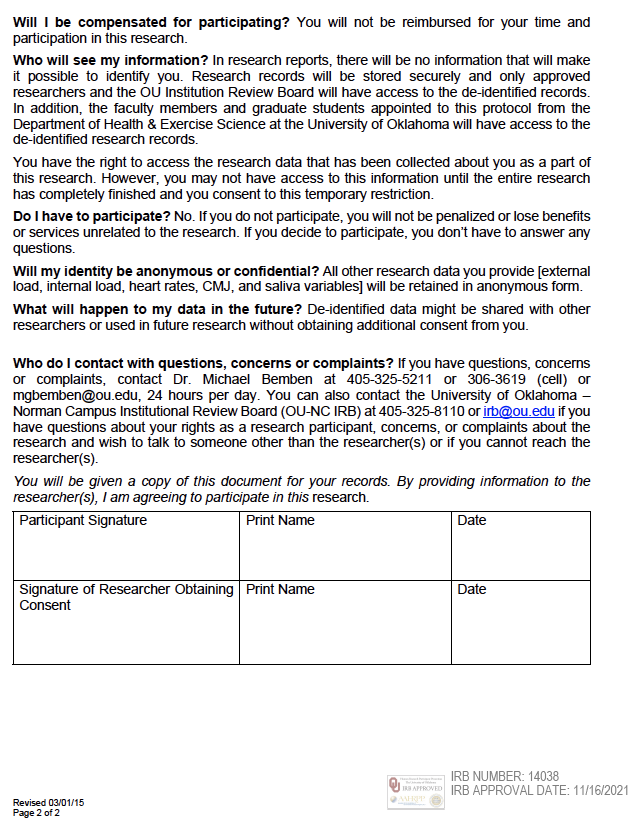 Will I be compensated for participating? You will not be reimbursed for your time and
participation in this research.
Who will see my information? In research reports, there will be no information that will make
it possible to identify you. Research records will be stored securely and only approved
researchers and the OU Institution Review Board will have access to the de-identified records.
In addition, the faculty members and graduate students appointed to this protocol from the
Department of Health & Exercise Science at the University of Oklahoma will have access to the
de-identified research records.
You have the right to access the research data that has been collected about you as a part of
this research. However, you may not have access to this information until the entire research
has completely finished and you consent to this temporary restriction.
Do I have to participate? No. If you do not participate, you will not be penalized or lose benefits
or services unrelated to the research. If you decide to participate, you don't have to answer any
questions.
Will my identity be anonymous or confidential? All other research data you provide [external
load, internal load, heart rates, CMJ, and saliva variables] will be retained in anonymous form.
What will happen to my data in the future? De-identified data might be shared with other
researchers or used in future research without obtaining additional consent from you.
Who do I contact with questions, concerns or complaints? If you have questions, concerns
or complaints, contact Dr. Michael Bemben at 405-325-5211 or 306-3619 (cell) or
mgbemben@ou.edu, 24 hours per day. You can also contact the University of Oklahoma –
Norman Campus Institutional Review Board (OU-NC IRB) at 405-325-8110 or irb@ou.edu if you
have questions about your rights as a research participant, concerns, or complaints about the
research and wish to talk to someone other than the researcher(s) or if you cannot reach the
researcher(s).
You will be given a copy of this document for your records. By providing information to the
researcher(s), I am agreeing to participate in this research.
Participant Signature Print Name Date
Signature of Researcher Obtaining Print Name Date
Consent
IRB APPROVED
IRB NUMBER: 14038
IRB APPROVAL DATE: 11/16/2021
Revised 03/01/15
Page 2 of 2